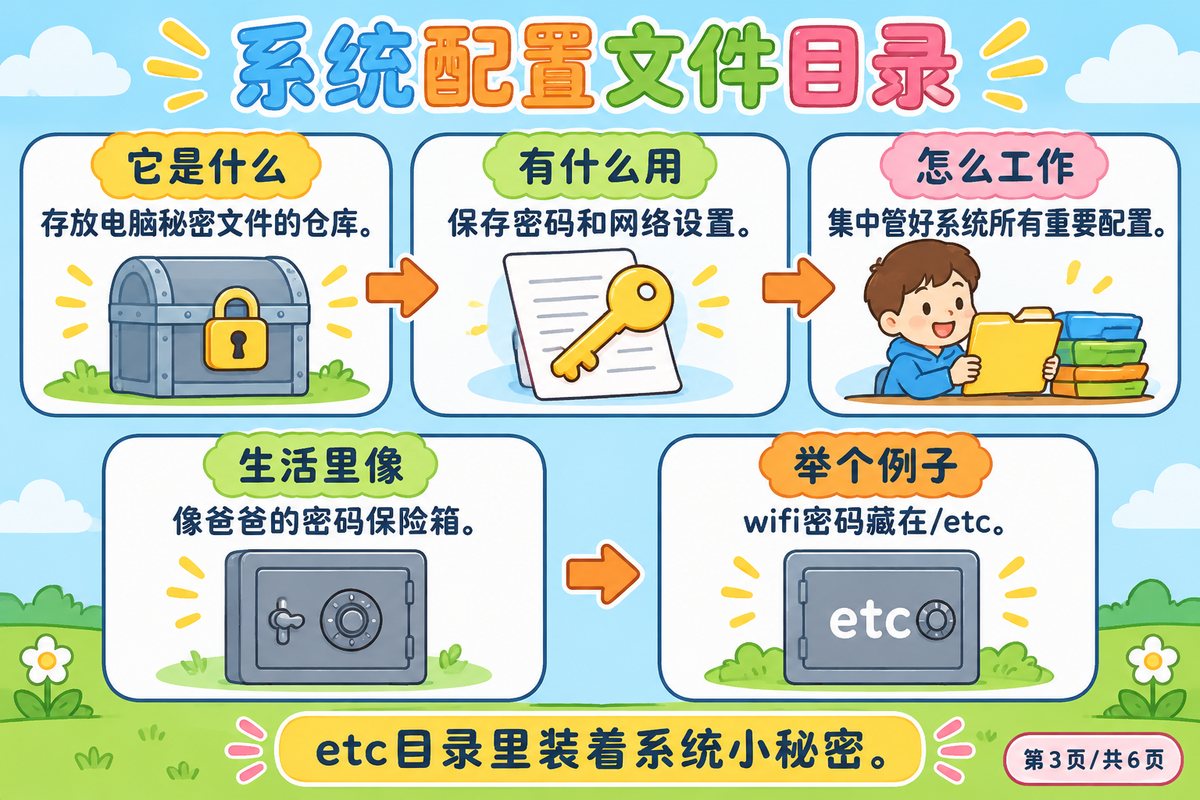 系统配置文件目录
它是什么
存放电脑秘密文件的仓库。
有什么用
保存密码和网络设置。
怎么工作
集中管好系统所有重要配置。
生活里像
像爸爸的密码保险箱。
举个例子
wifi密码藏在/etc。
etc
etc目录里装着系统小秘密。
第3页/共6页